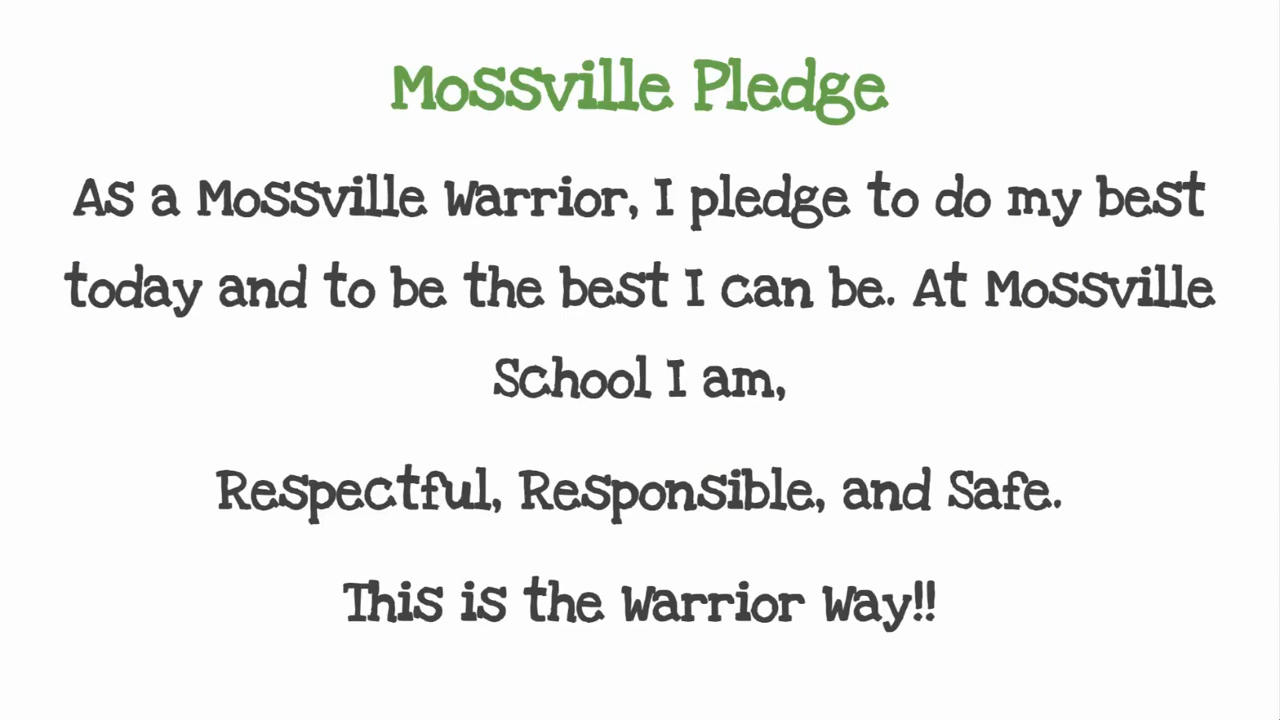 Mossville Pledge
As a Mossville Warrior, I pledge to do my best
today and to be the best I can be. At Mossville
School I am,
Respectful, Responsible, and Safe.
This is the Warrior Way!!